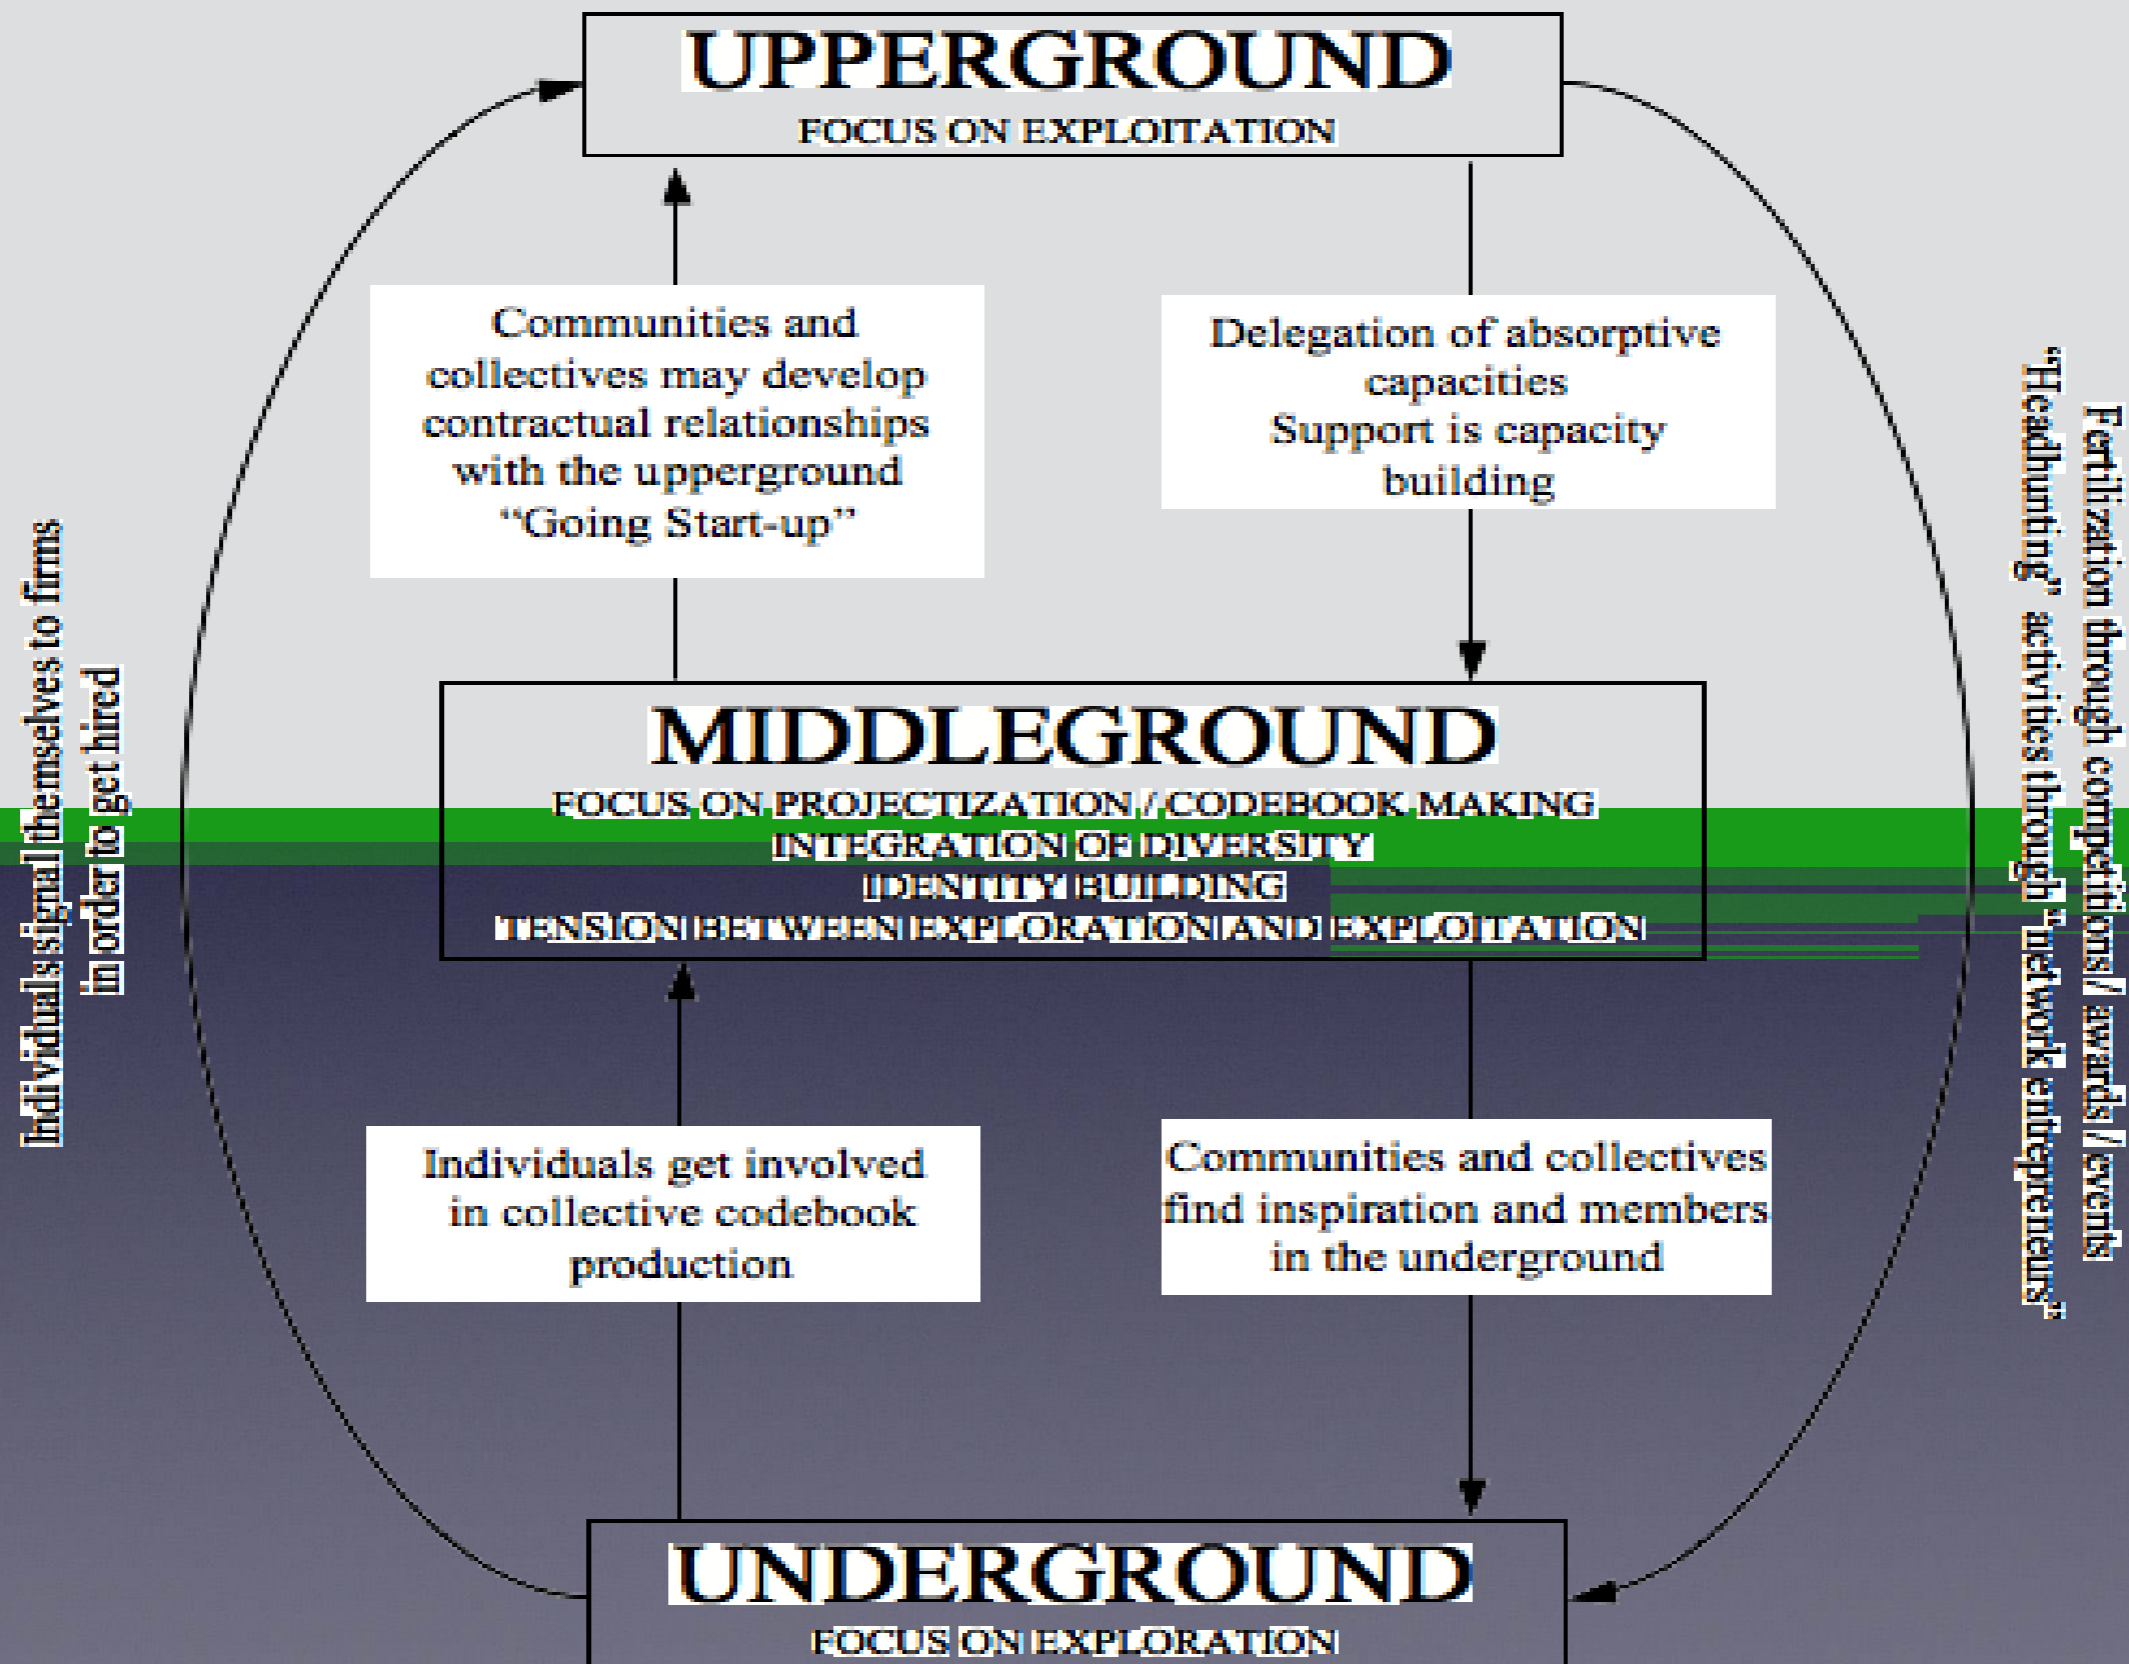 UPPERGROUND
FOCUS ON EXPLOITATION
Communities and
collectives may develop
contractual relationships
with the upperground
“Going Start-up”
Delegation of absorptive
capacities
Support is capacity
building
Individuals signal themselves to firms
in order to get hired
Fertilization through competitions / awards / events
“Headhunting” activities through “network entrepreneurs”
MIDDLEGROUND
FOCUS ON PROJECTIZATION / CODEBOOK MAKING
INTEGRATION OF DIVERSITY
IDENTITY BUILDING
TENSION BETWEEN EXPLORATION AND EXPLOITATION
Individuals get involved
in collective codebook
production
Communities and collectives
find inspiration and members
in the underground
UNDERGROUND
FOCUS ON EXPLORATION